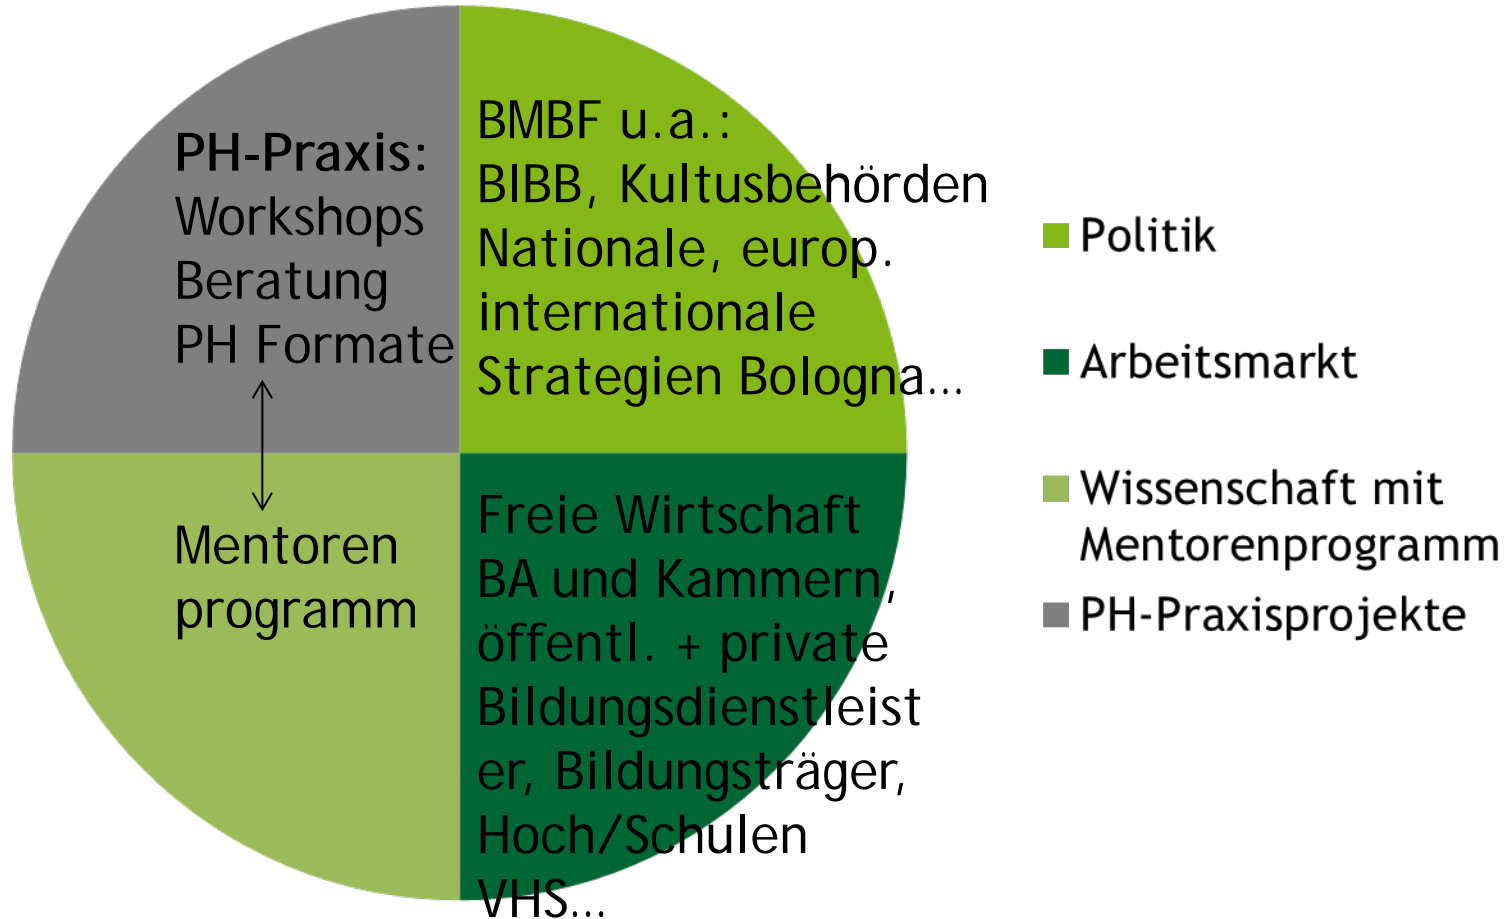 PH-Praxis:
Workshops
Beratung
PH Formate
BMBF u.a.:
BIBB, Kultusbehörden
Nationale, europ.
internationale
Strategien Bologna...
Mentoren
programm
Freie Wirtschaft
BA und Kammern,
öffentl. + private
Bildungsdienstleist
er, Bildungsträger,
Hoch/Schulen
VHS...
Politik
Arbeitsmarkt
Wissenschaft mit
Mentorenprogramm
PH-Praxisprojekte